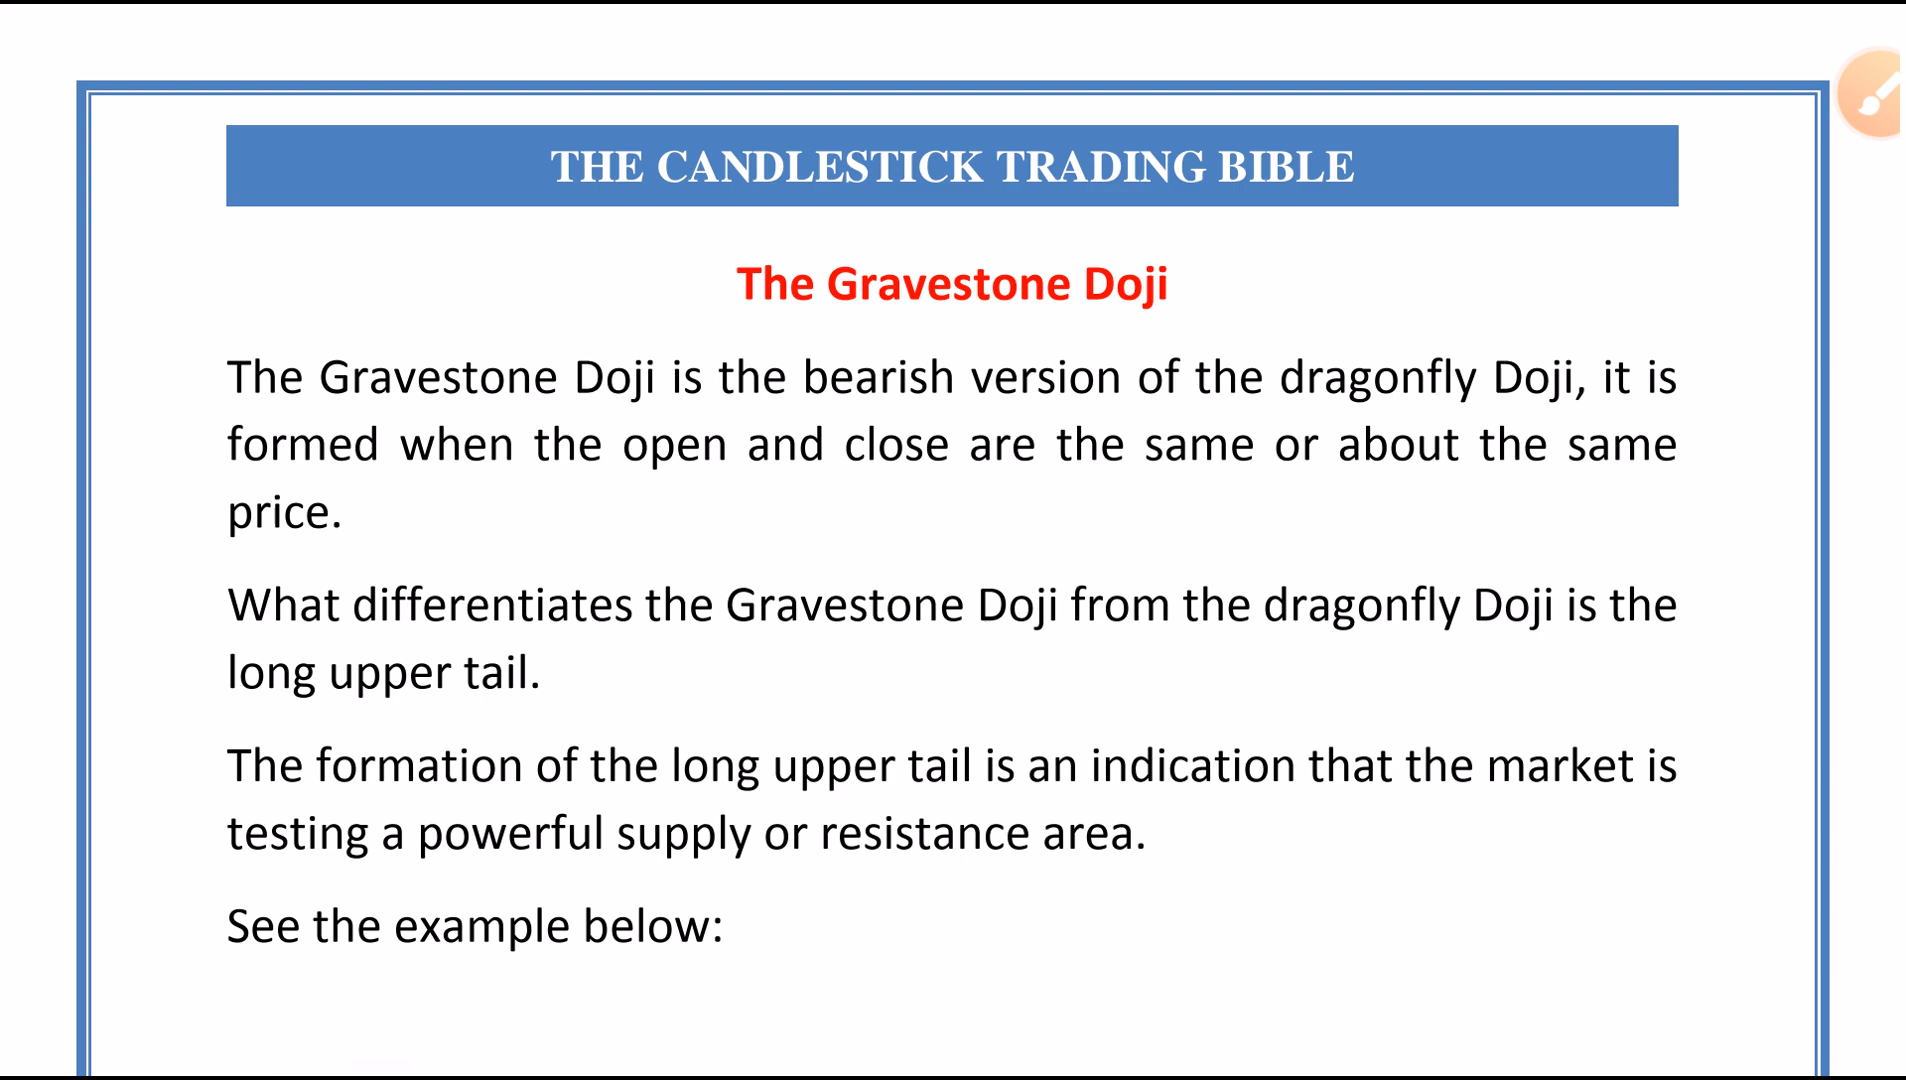 THE CANDLESTICK TRADING BIBLE
The Gravestone Doji
The Gravestone Doji is the bearish version of the dragonfly Doji, it is
formed when the open and close are the same or about the same
price.
What differentiates the Gravestone Doji from the dragonfly Doji is the
long upper tail.
The formation of the long upper tail is an indication that the market is
testing a powerful supply or resistance area.
See the example below: